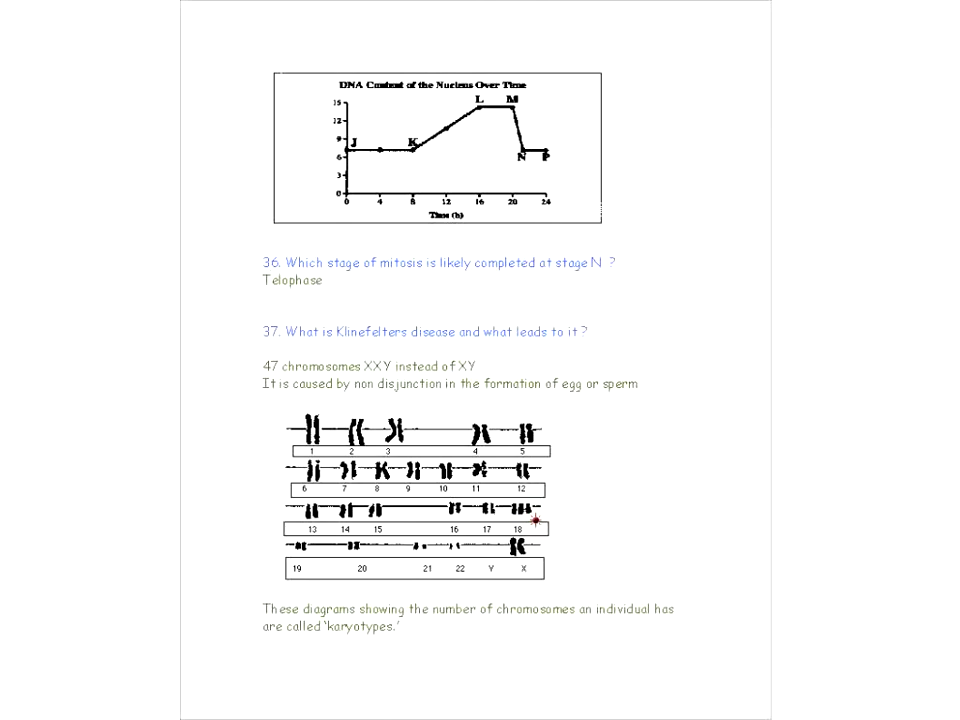 DNA Content of the Nucleus Over Time
L M
15
12
9
J K
6
N P
3
0
0 4 8 12 16 20 24
Time (h)
36. Which stage of mitosis is likely completed at stage N ?
Telophase
37. What is Klinefelters disease and what leads to it ?
47 chromosomes XXY instead of XY
It is caused by non disjunction in the formation of egg or sperm
1 2 3 4 5
6 7 8 9 10 11 12
13 14 15 16 17 18
19 20 21 22 Y X
These diagrams showing the number of chromosomes an individual has
are called ‘karyotypes.’